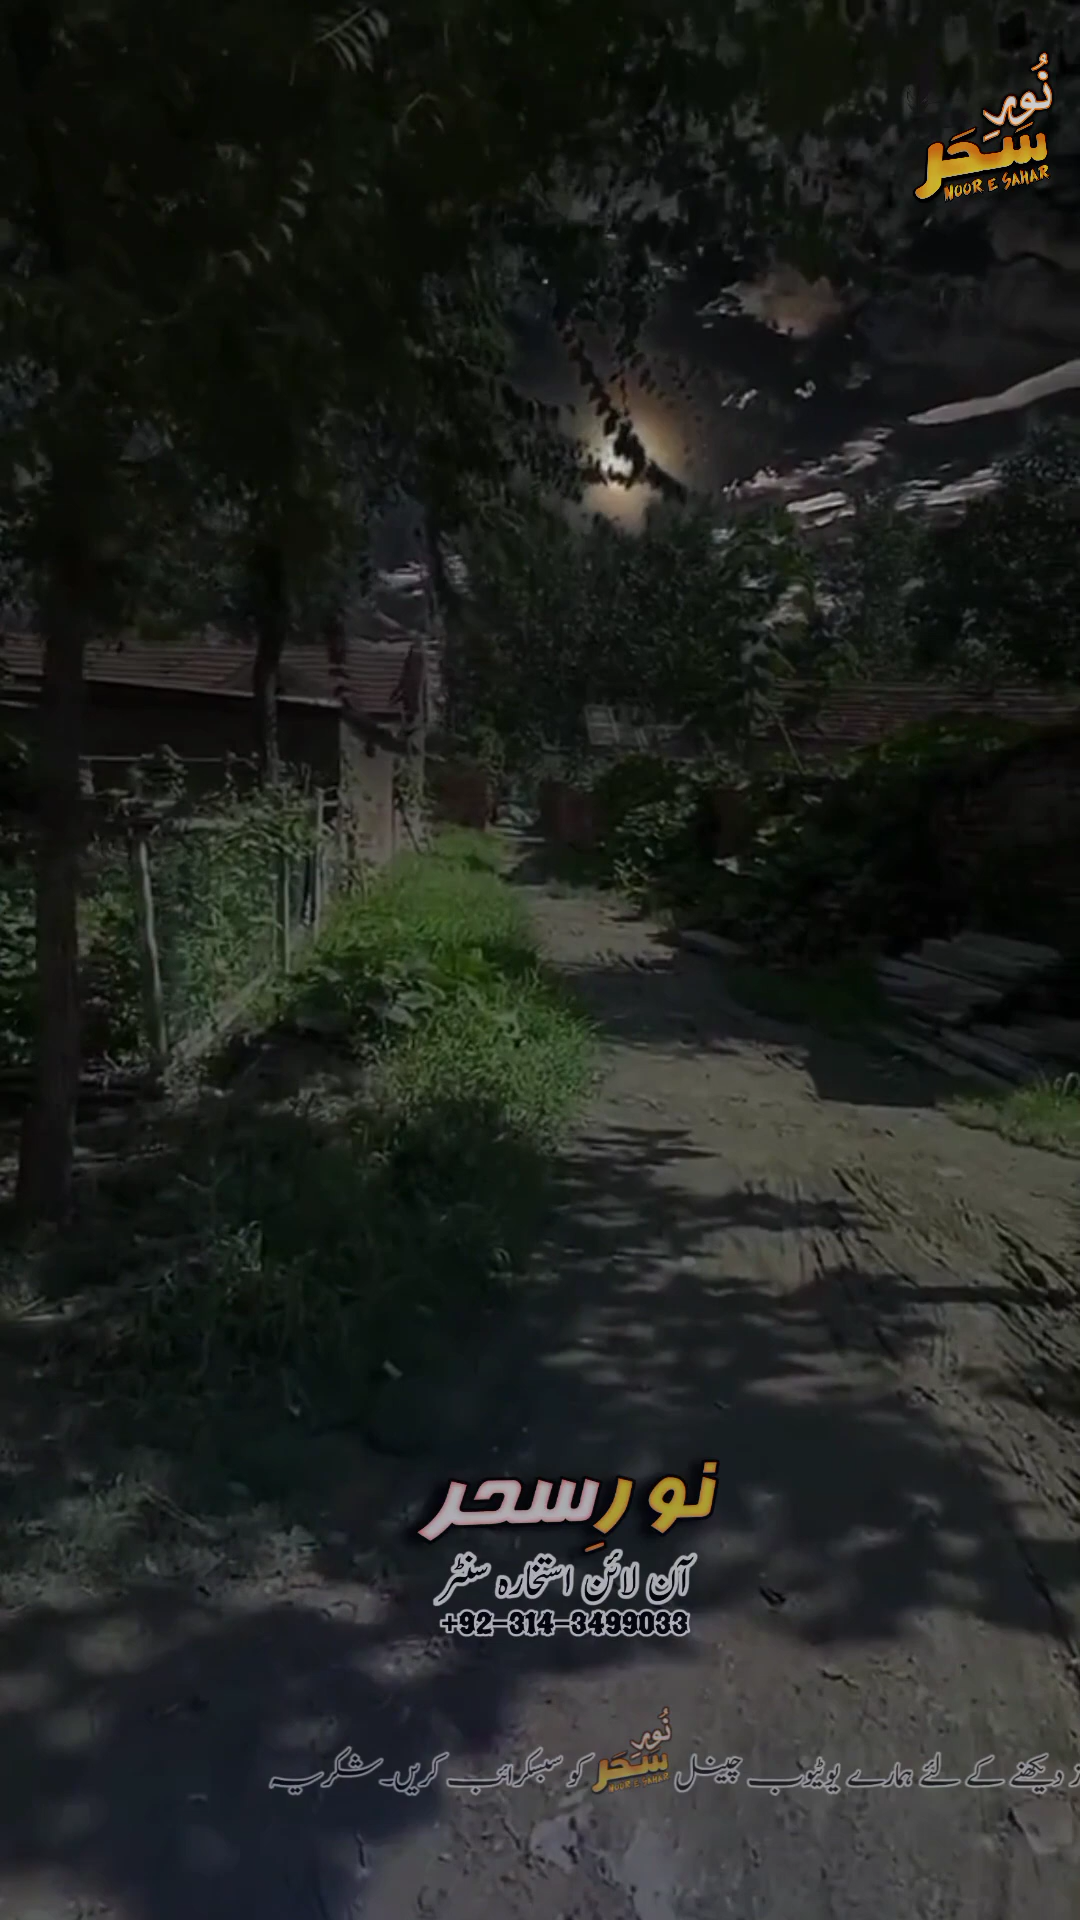 نُورِ
سَحَر
NOOR E SAHAR
نورِسحر
آن لائن استخارہ سنٹر
+92-314-3499033
دیکھنے کے لئے ہمارے یوٹیوب چینل نُورِ سَحَر NOOR E SAHAR کو سبسکرائب کریں۔شکریہ